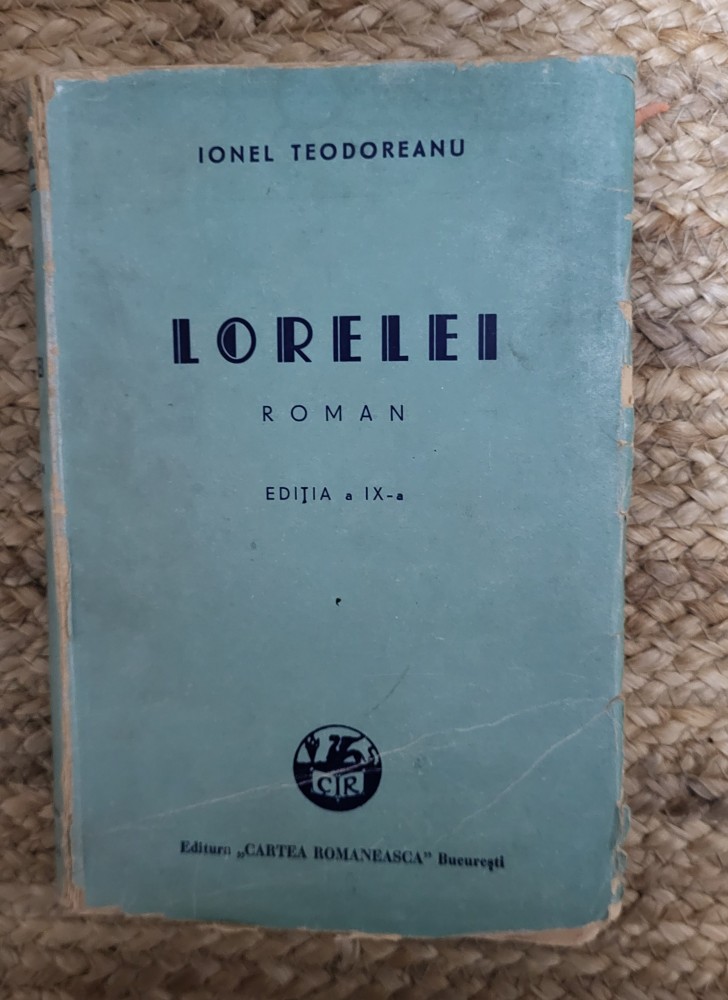 IONEL TEODOREANU
LORELEI
ROMAN
EDIŢIA a IX-a
CR
Editura „CARTEA ROMANEASCA” Bucureşti